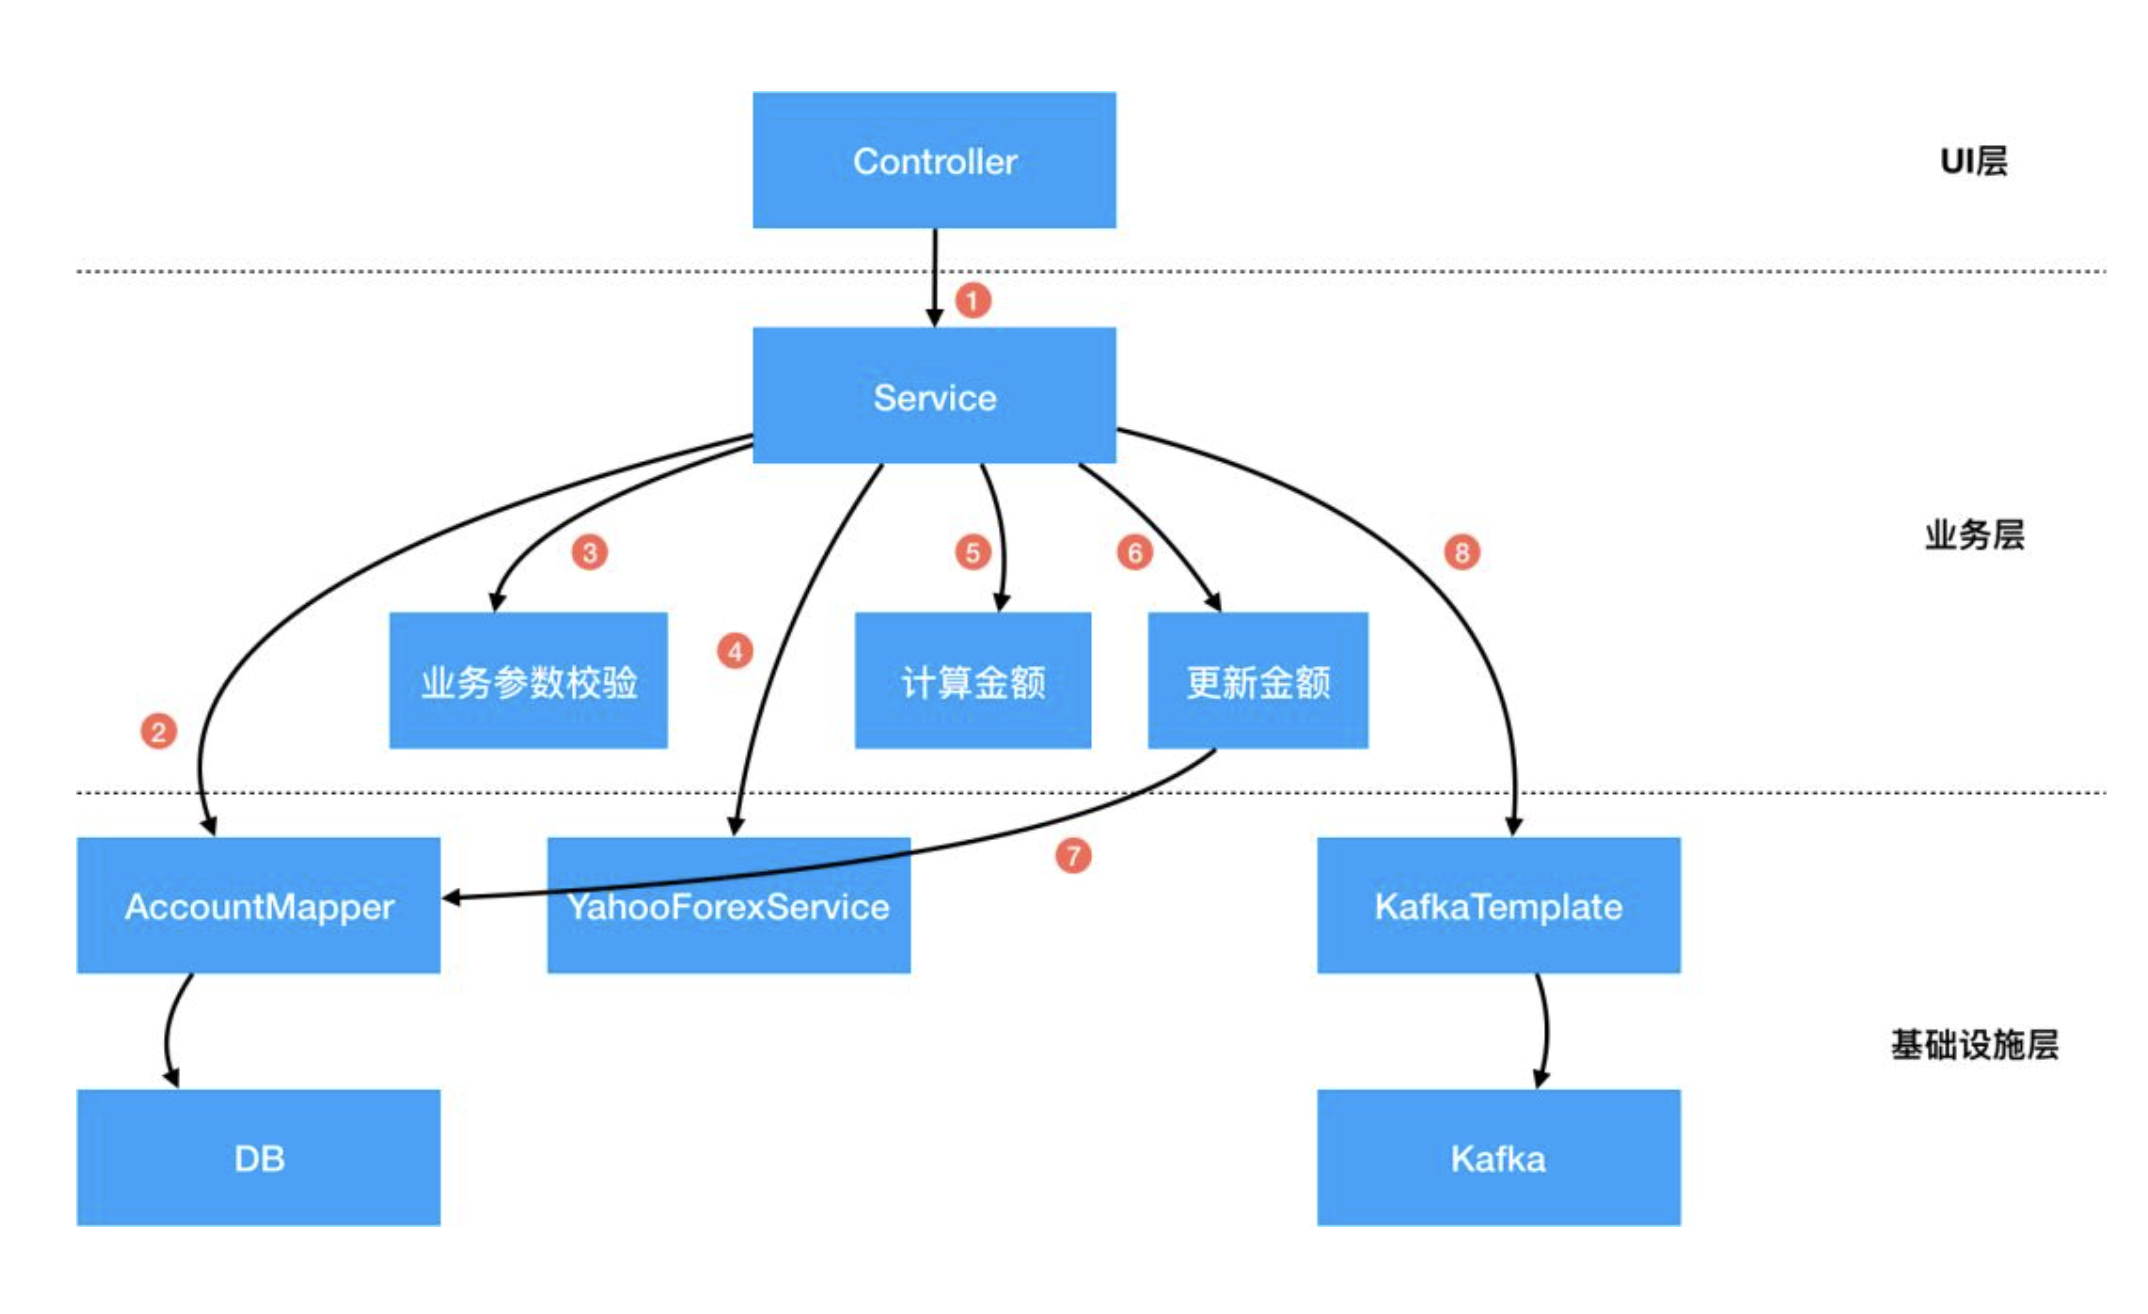 Controller
UI层
1
Service
业务层
3
5
6
8
4
业务参数校验
计算金额
更新金额
2
7
AccountMapper
YahooForexService
KafkaTemplate
基础设施层
DB
Kafka